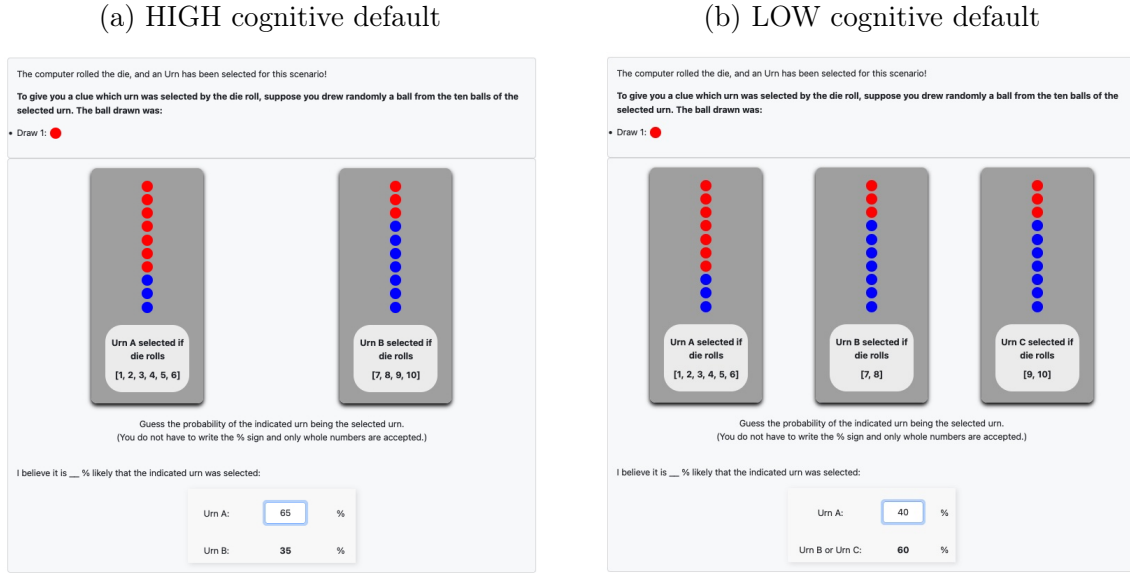 (a) HIGH cognitive default
The computer rolled the die, and an Urn has been selected for this scenario!
To give you a clue which urn was selected by the die roll, suppose you drew randomly a ball from the ten balls of the
selected urn. The ball drawn was:
• Draw 1:
Urn A selected if
die rolls
[1, 2, 3, 4, 5, 6]
Urn B selected if
die rolls
[7, 8, 9, 10]
Guess the probability of the indicated urn being the selected urn.
(You do not have to write the % sign and only whole numbers are accepted.)
I believe it is __ % likely that the indicated urn was selected:
Urn A: 65 %
Urn B: 35 %
(b) LOW cognitive default
The computer rolled the die, and an Urn has been selected for this scenario!
To give you a clue which urn was selected by the die roll, suppose you drew randomly a ball from the ten balls of the
selected urn. The ball drawn was:
• Draw 1:
Urn A selected if
die rolls
[1, 2, 3, 4, 5, 6]
Urn B selected if
die rolls
[7, 8]
Urn C selected if
die rolls
[9, 10]
Guess the probability of the indicated urn being the selected urn.
(You do not have to write the % sign and only whole numbers are accepted.)
I believe it is __ % likely that the indicated urn was selected:
Urn A: 40 %
Urn B or Urn C: 60 %